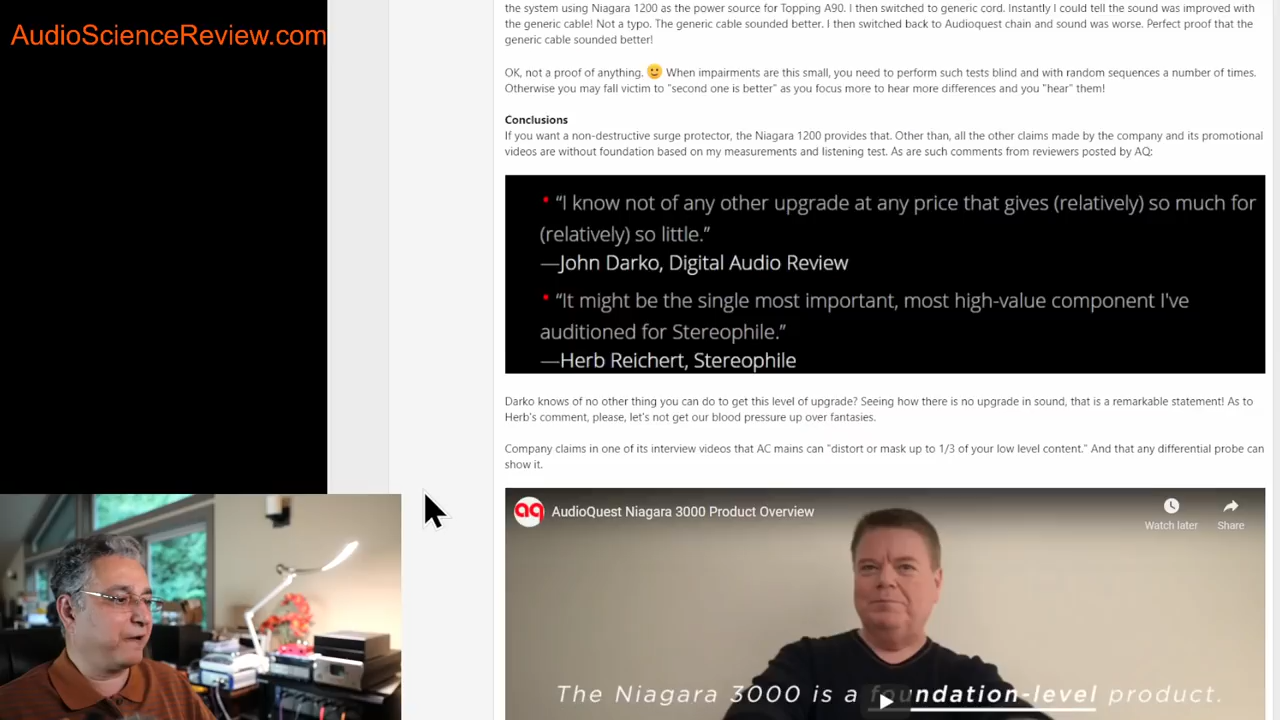 AudioScienceReview.com
the system using Niagara 1200 as the power source for Topping A90. I then switched to generic cord. Instantly I could tell the sound was improved with
the generic cable! Not a typo. The generic cable sounded better. I then switched back to Audioquest chain and sound was worse. Perfect proof that the
generic cable sounded better!
OK, not a proof of anything. 🙂 When impairments are this small, you need to perform such tests blind and with random sequences a number of times.
Otherwise you may fall victim to "second one is better" as you focus more to hear more differences and you "hear" them!
Conclusions
If you want a non-destructive surge protector, the Niagara 1200 provides that. Other than, all the other claims made by the company and its promotional
videos are without foundation based on my measurements and listening test. As are such comments from reviewers posted by AQ:
• “I know not of any other upgrade at any price that gives (relatively) so much for
(relatively) so little.”
—John Darko, Digital Audio Review
• “It might be the single most important, most high-value component I've
auditioned for Stereophile.”
—Herb Reichert, Stereophile
Darko knows of no other thing you can do to get this level of upgrade? Seeing how there is no upgrade in sound, that is a remarkable statement! As to
Herb's comment, please, let's not get our blood pressure up over fantasies.
Company claims in one of its interview videos that AC mains can "distort or mask up to 1/3 of your low level content." And that any differential probe can
show it.
aq AudioQuest Niagara 3000 Product Overview
Watch later Share
The Niagara 3000 is a foundation-level product.